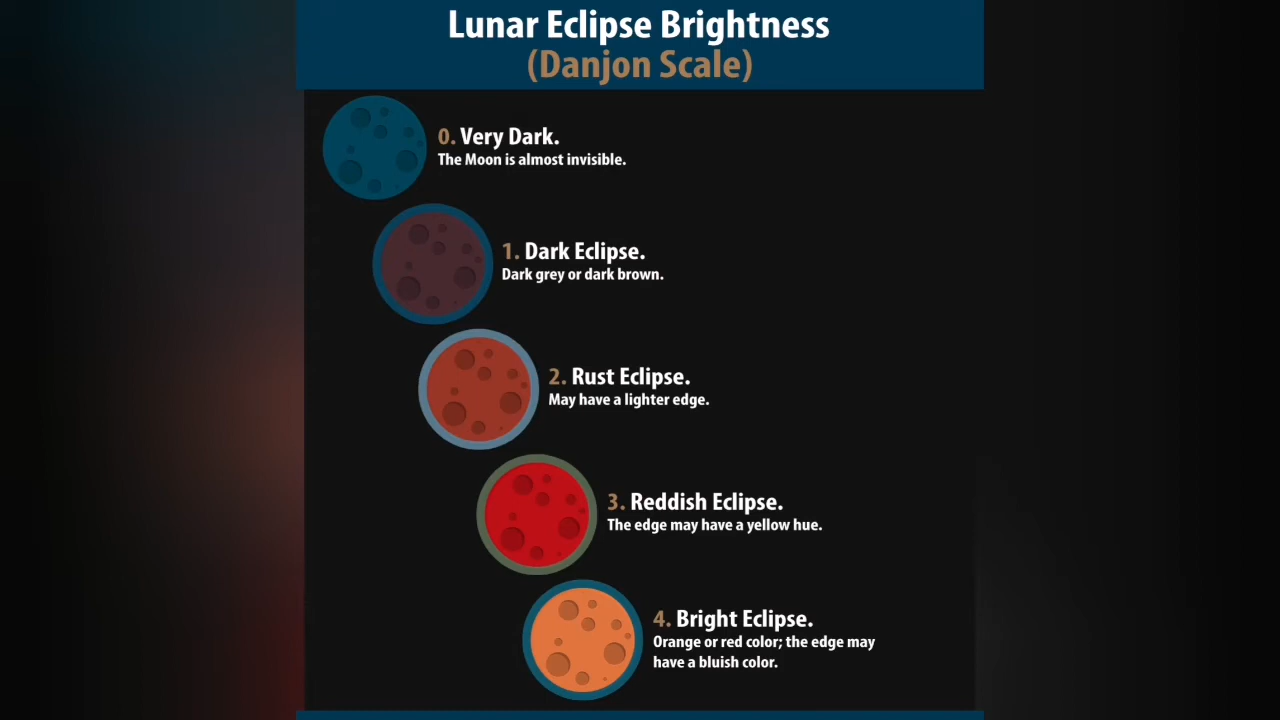 Lunar Eclipse Brightness
(Danjon Scale)
0. Very Dark.
The Moon is almost invisible.
1. Dark Eclipse.
Dark grey or dark brown.
2. Rust Eclipse.
May have a lighter edge.
3. Reddish Eclipse.
The edge may have a yellow hue.
4. Bright Eclipse.
Orange or red color; the edge may
have a bluish color.